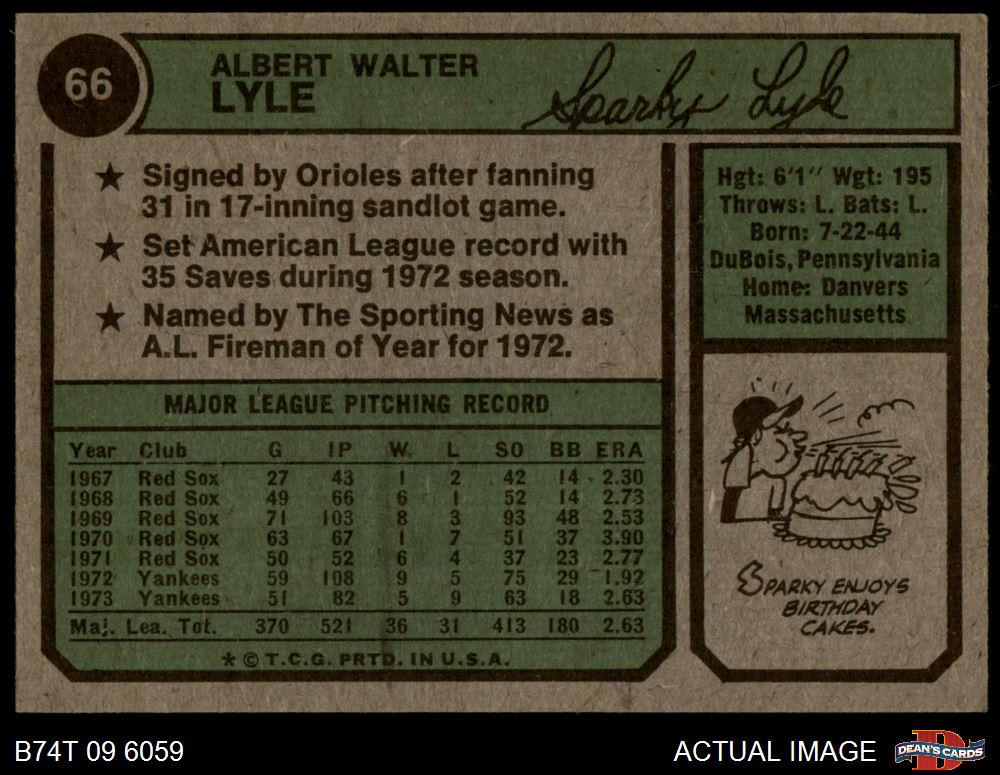 66
ALBERT WALTER
LYLE
Sparky Lyle
★ Signed by Orioles after fanning
31 in 17-inning sandlot game.
★ Set American League record with
35 Saves during 1972 season.
★ Named by The Sporting News as
A.L. Fireman of Year for 1972.
Hgt: 6'1'' Wgt: 195
Throws: L. Bats: L.
Born: 7-22-44
DuBois, Pennsylvania
Home: Danvers
Massachusetts
MAJOR LEAGUE PITCHING RECORD
Year Club G IP W L SO BB ERA
1967 Red Sox 27 43 1 2 42 14 2.30
1968 Red Sox 49 66 6 1 52 14 2.73
1969 Red Sox 71 103 8 3 93 48 2.53
1970 Red Sox 63 67 1 7 51 37 3.90
1971 Red Sox 50 52 6 4 37 23 2.77
1972 Yankees 59 108 9 5 75 29 1.92
1973 Yankees 51 82 5 9 63 18 2.63
Maj. Lea. Tot. 370 521 36 31 413 180 2.63
★ © T.C.G. PRTD. IN U.S.A.
SPARKY ENJOYS
BIRTHDAY
CAKES.
B74T 09 6059
ACTUAL IMAGE
DEAN'S CARDS